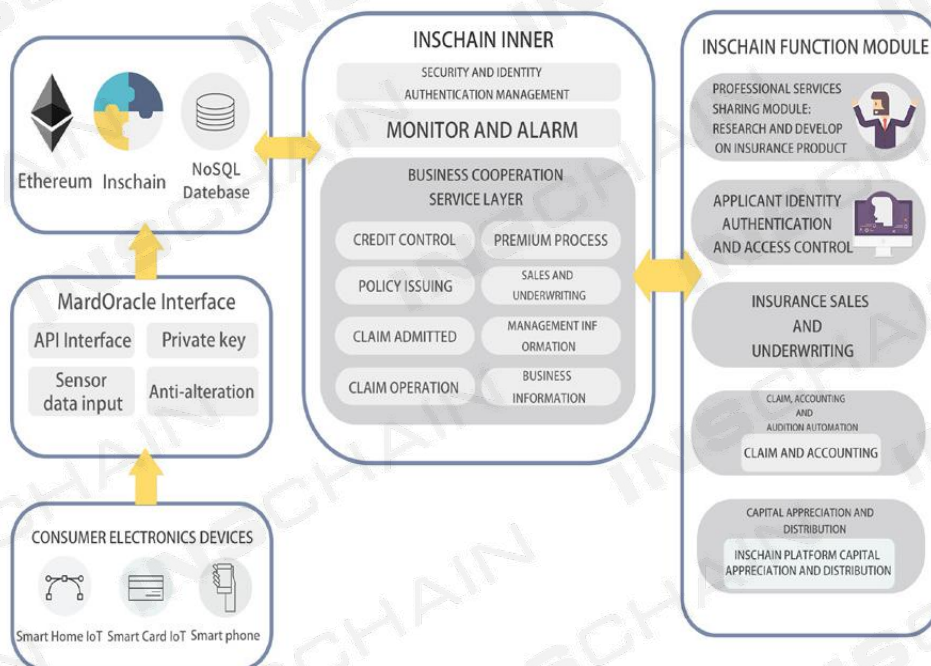 Ethereum
Inschain
NoSQL
Datebase
MardOracle Interface
API Interface
Private key
Sensor
data input
Anti-alteration
CONSUMER ELECTRONICS DEVICES
Smart Home IoT
Smart Card IoT
Smart phone
INSCHAIN INNER
SECURITY AND IDENTITY
AUTHENTICATION MANAGEMENT
MONITOR AND ALARM
BUSINESS COOPERATION
SERVICE LAYER
CREDIT CONTROL
PREMIUM PROCESS
POLICY ISSUING
SALES AND
UNDERWRITING
CLAIM ADMITTED
MANAGEMENT INF
ORMATION
CLAIM OPERATION
BUSINESS
INFORMATION
INSCHAIN FUNCTION MODULE
PROFESSIONAL SERVICES
SHARING MODULE:
RESEARCH AND DEVELOP
ON INSURANCE PRODUCT
APPLICANT IDENTITY
AUTHENTICATION
AND ACCESS CONTROL
INSURANCE SALES
AND
UNDERWRITING
CLAIM, ACCOUNTING
AND
AUDITION AUTOMATION
CLAIM AND ACCOUNTING
CAPITAL APPRECIATION AND
DISTRIBUTION
INSCHAIN PLATFORM CAPITAL
APPRECIATION AND DISTRIBUTION
INSCHAIN